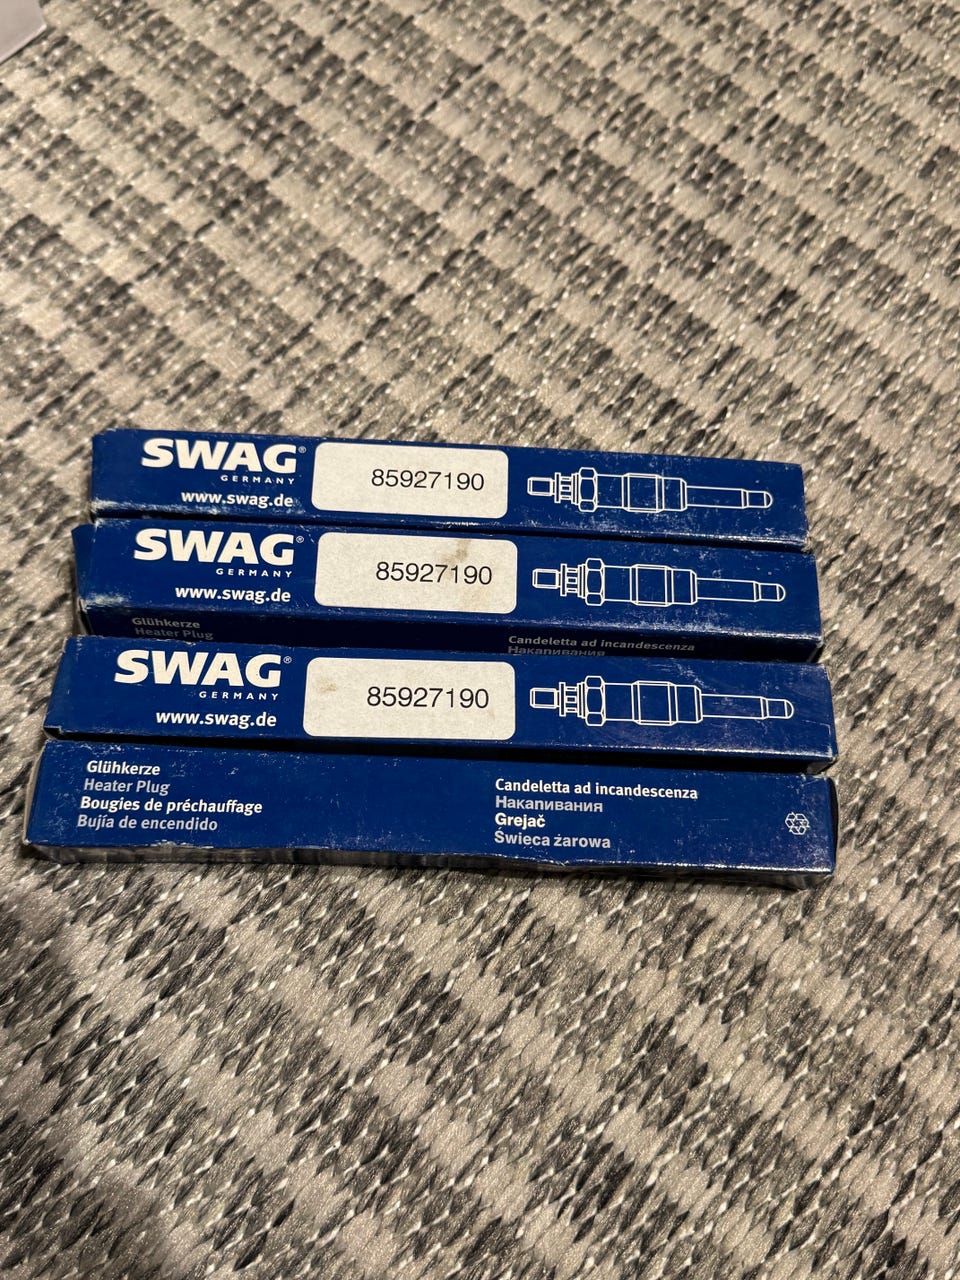 SWAG®
GERMANY
www.swag.de
85927190
SWAG®
GERMANY
www.swag.de
85927190
Glühkerze
Heater Plug
Candeletta ad incandescenza
Накапивания
SWAG®
GERMANY
www.swag.de
85927190
Glühkerze
Heater Plug
Bougies de préchauffage
Bujía de encendido
Candeletta ad incandescenza
Накапивания
Grejač
Świeca żarowa